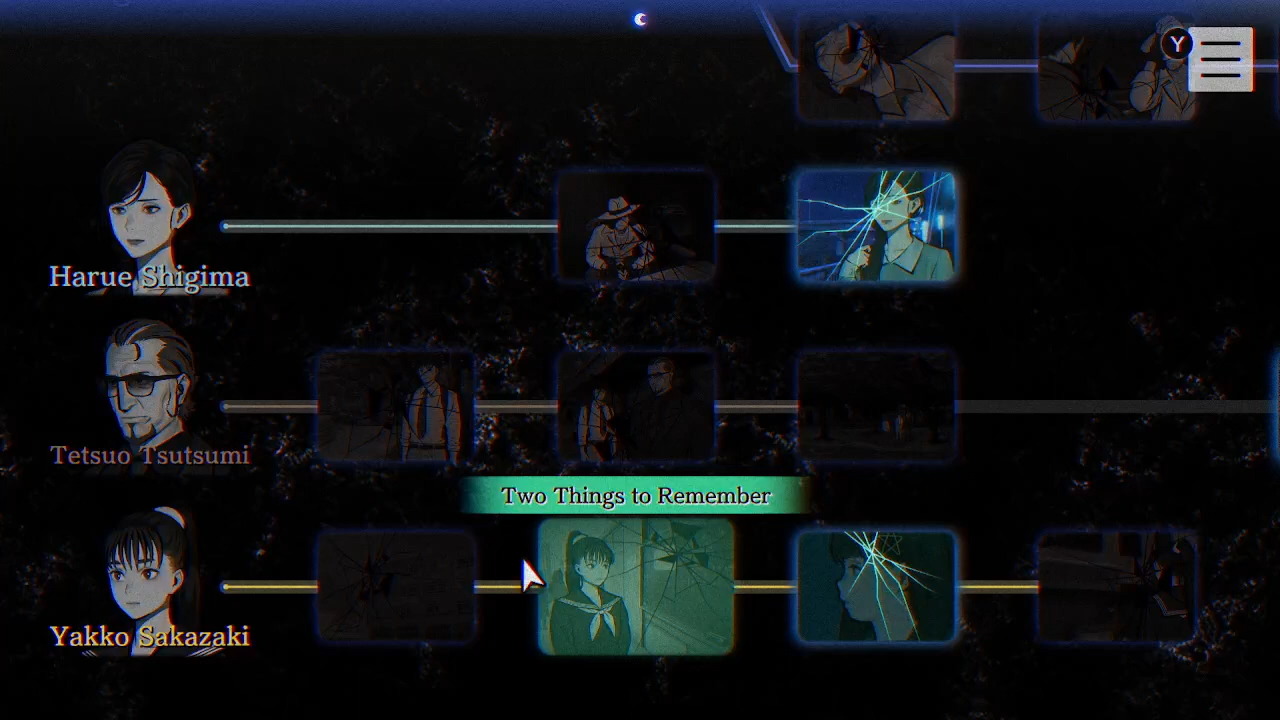 Y
Harue Shigima
Tetsuo Tsutsumi
Two Things to Remember
Yakko Sakazaki